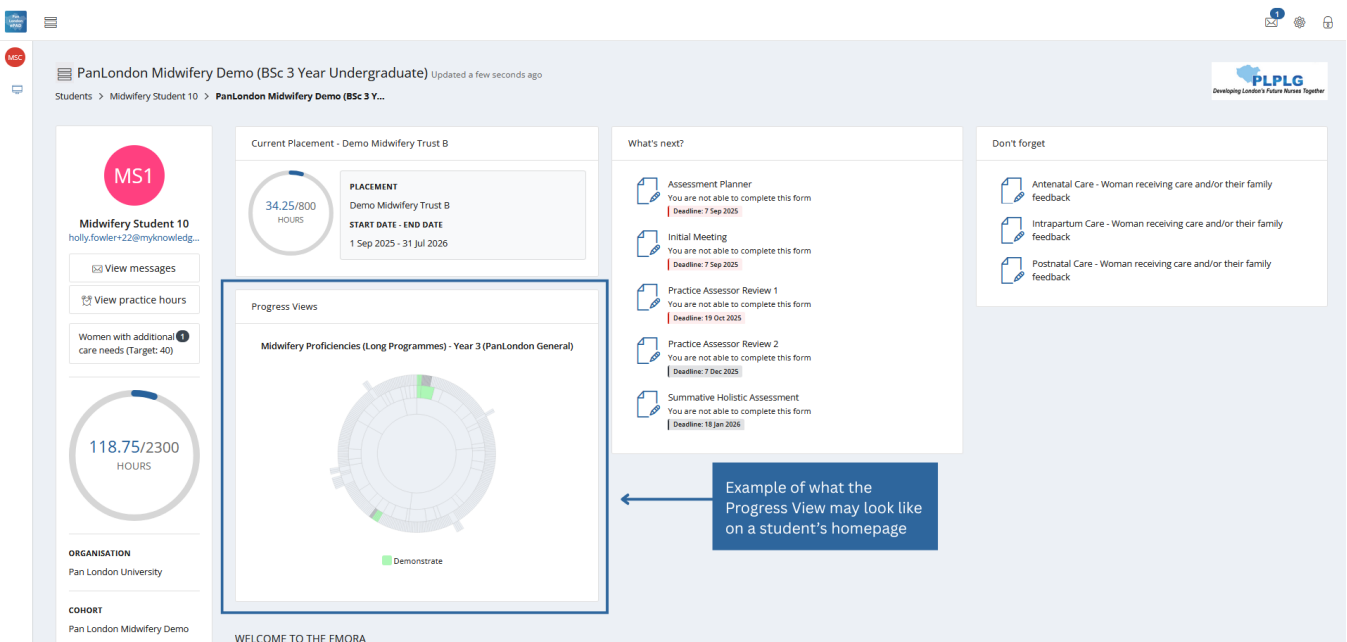 Pan
London
ePAD
1
MSC
PanLondon Midwifery Demo (BSc 3 Year Undergraduate) Updated a few seconds ago
Students > Midwifery Student 10 > PanLondon Midwifery Demo (BSc 3 Y...
PLPLG
Developing London's Future Nurses Together
MS1
Midwifery Student 10
holly.fowler+22@myknowledg...
View messages
View practice hours
Women with additional 1
care needs (Target: 40)
118.75/2300
HOURS
ORGANISATION
Pan London University
COHORT
Pan London Midwifery Demo
Current Placement - Demo Midwifery Trust B
34.25/800
HOURS
PLACEMENT
Demo Midwifery Trust B
START DATE - END DATE
1 Sep 2025 - 31 Jul 2026
Progress Views
Midwifery Proficiencies (Long Programmes) - Year 3 (PanLondon General)
Demonstrate
WELCOME TO THE EMORA
What's next?
Assessment Planner
You are not able to complete this form
Deadline: 7 Sep 2025
Initial Meeting
You are not able to complete this form
Deadline: 7 Sep 2025
Practice Assessor Review 1
You are not able to complete this form
Deadline: 19 Oct 2025
Practice Assessor Review 2
You are not able to complete this form
Deadline: 7 Dec 2025
Summative Holistic Assessment
You are not able to complete this form
Deadline: 18 Jan 2026
Don't forget
Antenatal Care - Woman receiving care and/or their family
feedback
Intrapartum Care - Woman receiving care and/or their family
feedback
Postnatal Care - Woman receiving care and/or their family
feedback
Example of what the
Progress View may look like
on a student's homepage